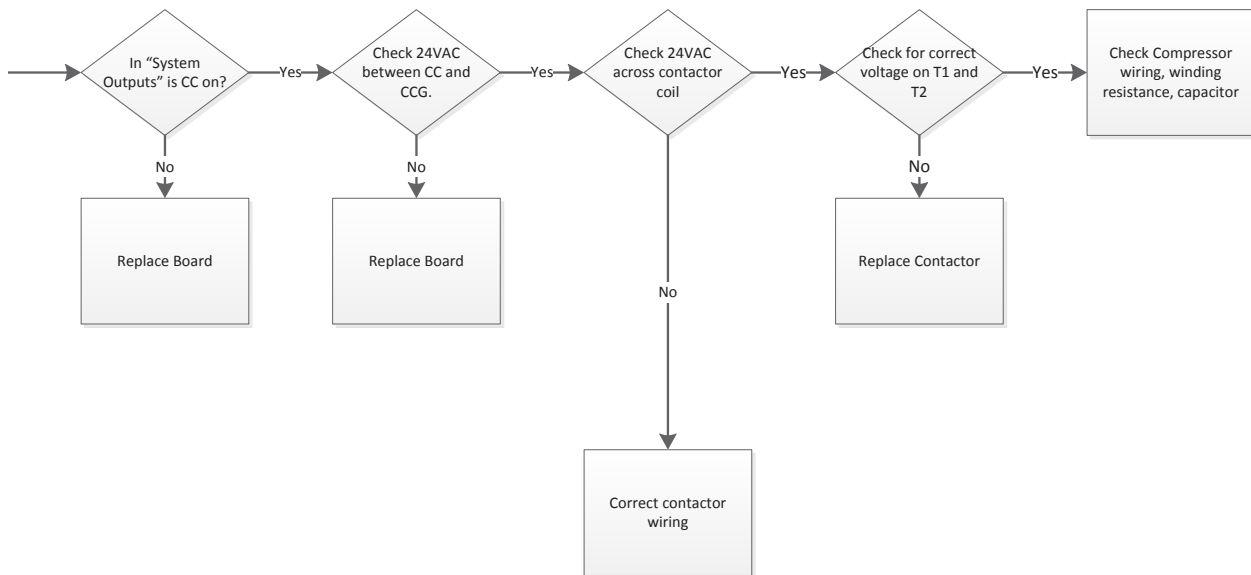 In “System
Outputs” is CC on?
Yes
Check 24VAC
between CC and
CCG.
Yes
Check 24VAC
across contactor
coil
Yes
Check for correct
voltage on T1 and
T2
Yes
Check Compressor
wiring, winding
resistance, capacitor
No
No
No
Replace Board
Replace Board
Replace Contactor
No
Correct contactor
wiring